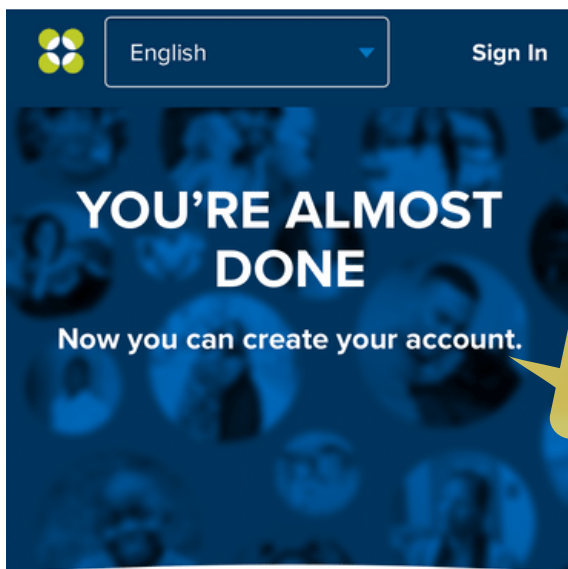 English
Sign In
YOU'RE ALMOST
DONE
Now you can create your account.